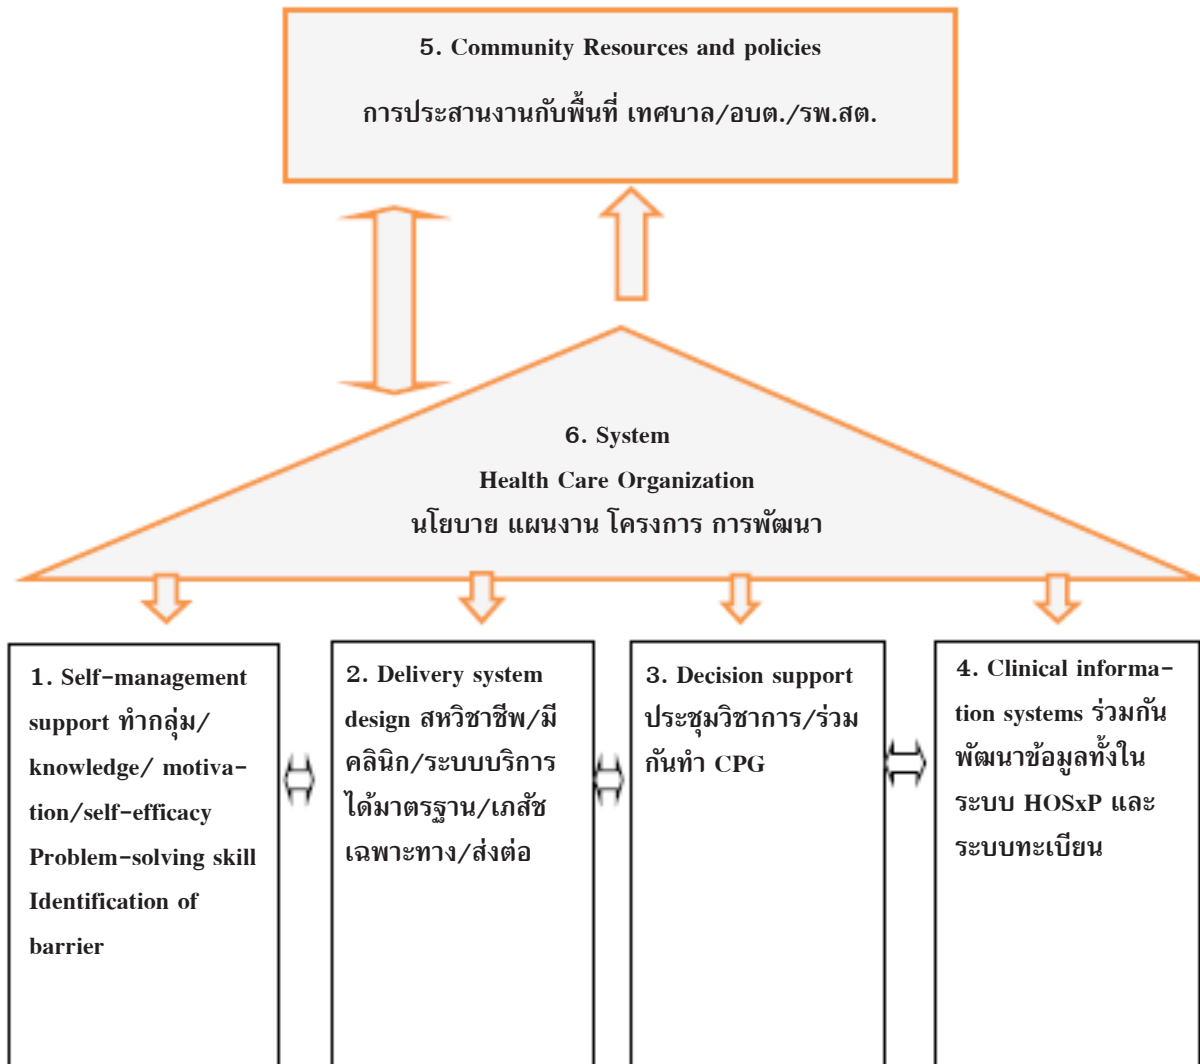 5. Community Resources and policies
การประสานงานกับพื้นที่ เทศบาล/อบต./รพ.สต.
6. System
Health Care Organization
นโยบาย แผนงาน โครงการ การพัฒนา
1. Self-management
support ทำกลุ่ม/
knowledge/ motiva-
tion/self-efficacy
Problem-solving skill
Identification of
barrier
2. Delivery system
design สหวิชาชีพ/มี
คลินิก/ระบบบริการ
ได้มาตรฐาน/เภสัช
เฉพาะทาง/ส่งต่อ
3. Decision support
ประชุมวิชาการ/ร่วม
กันทำ CPG
4. Clinical informa-
tion systems ร่วมกัน
พัฒนาข้อมูลทั้งใน
ระบบ HOSxP และ
ระบบทะเบียน